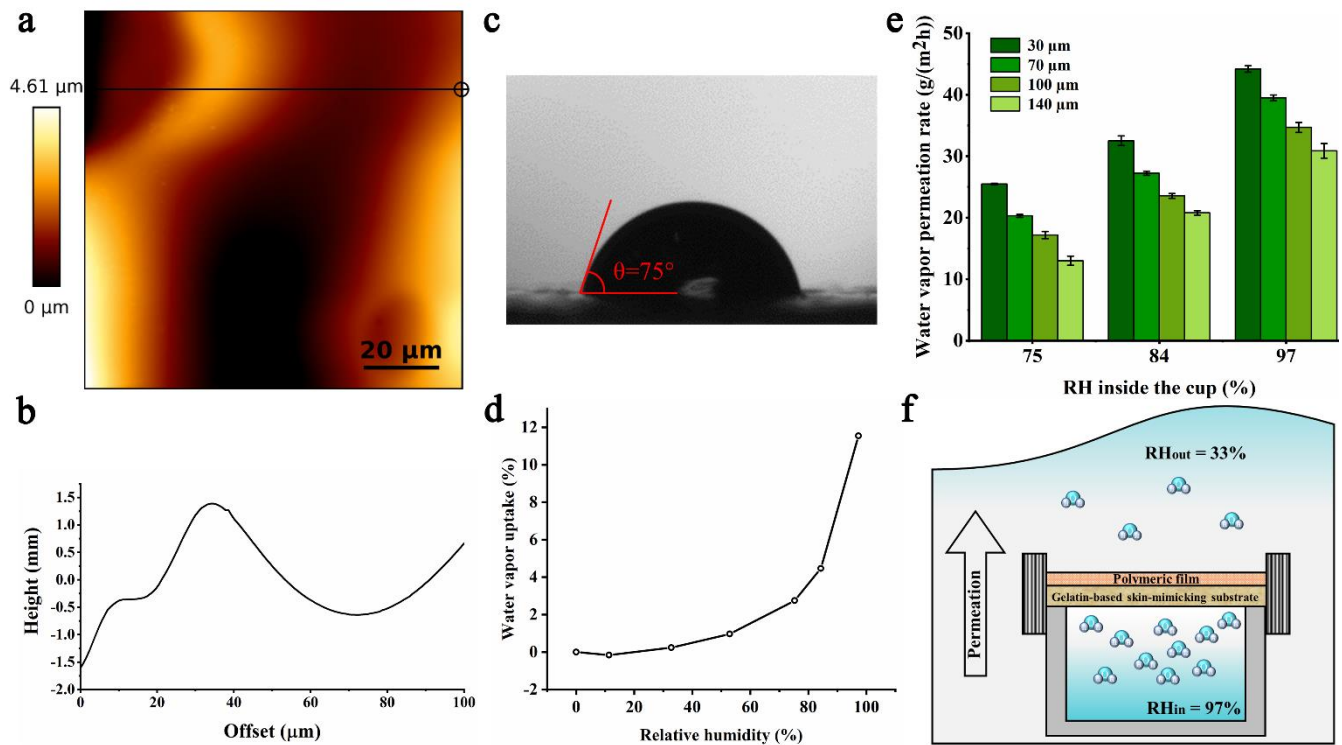 a
4.61 µm
0 µm
20 µm
b
Height (mm)
1.5
1.0
0.5
0.0
-0.5
-1.0
-1.5
-2.0
0 20 40 60 80 100
Offset (µm)
c
θ=75°
d
Water vapor uptake (%)
12
10
8
6
4
2
0
-2
0 20 40 60 80 100
Relative humidity (%)
e
Water vapor permeation rate (g/(m²h))
50
40
30
20
10
0
30 µm
70 µm
100 µm
140 µm
75 84 97
RH inside the cup (%)
f
RHout = 33%
Permeation
Polymeric film
Gelatin-based skin-mimicking substrate
RHin = 97%